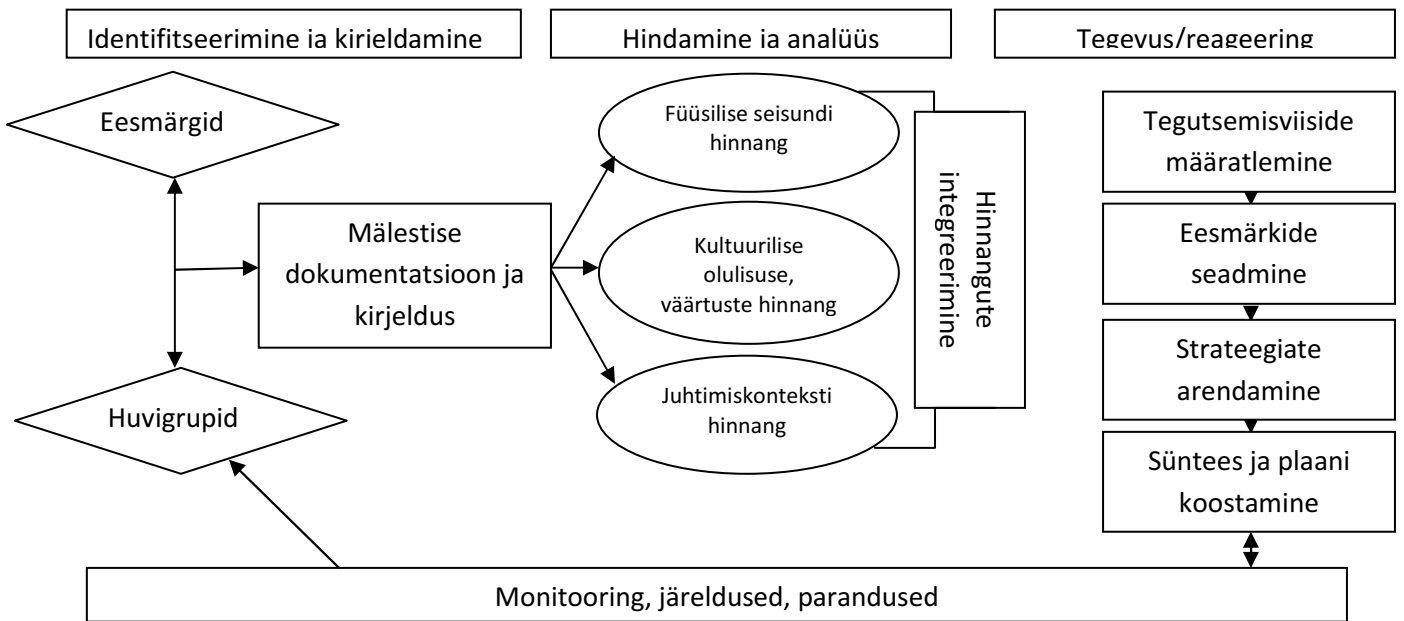 Identifitseerimine ja kirjeldamine
Hindamine ja analüüs
Tegevus/reageering
Eesmärgid
Huvigrupid
Mälestise
dokumentatsioon ja
kirjeldus
Füüsilise seisundi
hinnang
Kultuurilise
olulisuse,
väärtuste hinnang
Juhtimiskonteksti
hinnang
Hinnangute
integreerimine
Tegutsemisviiside
määratlemine
Eesmärkide
seadmine
Strateegiate
arendamine
Süntees ja plaani
koostamine
Monitooring, järeldused, parandused